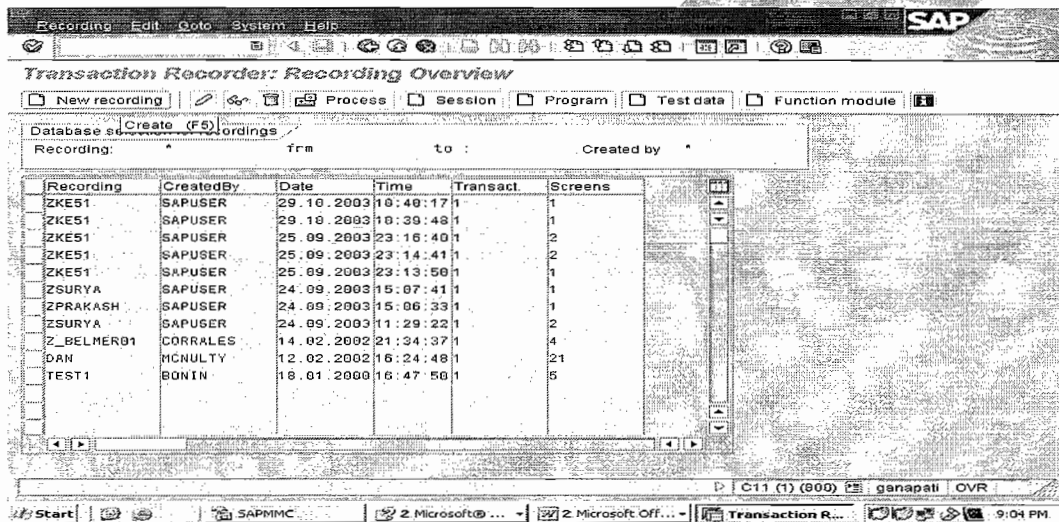 Recording Edit Goto System Help
SAP
Transaction Recorder: Recording Overview
New recording Process Session Program Test data Function module
Create (F5)
Database ordings
Recording: * frm to : Created by *
Recording CreatedBy Date Time Transact. Screens
ZKE51 SAPUSER 29.10.2003 10:40:17 1 1
ZKE51 SAPUSER 29.10.2003 10:39:48 1 1
ZKE51 SAPUSER 25.09.2003 23:16:40 1 2
ZKE51 SAPUSER 25.09.2003 23:14:41 1 2
ZKE51 SAPUSER 25.09.2003 23:13:50 1 1
ZSURYA SAPUSER 24.09.2003 15:07:41 1 1
ZPRAKASH SAPUSER 24.09.2003 15:06:33 1 1
ZSURYA SAPUSER 24.09.2003 11:29:22 1 2
Z_BELMER01 CORRALES 14.02.2002 21:34:37 1 4
DAN MCNULTY 12.02.2002 16:24:48 1 21
TEST1 BONIN 18.01.2000 16:47:50 1 5
C11 (1) (800) ganapati OVR
Start SAPMMC 2 Microsoft® ... 2 Microsoft Off... Transaction R... 9:04 PM